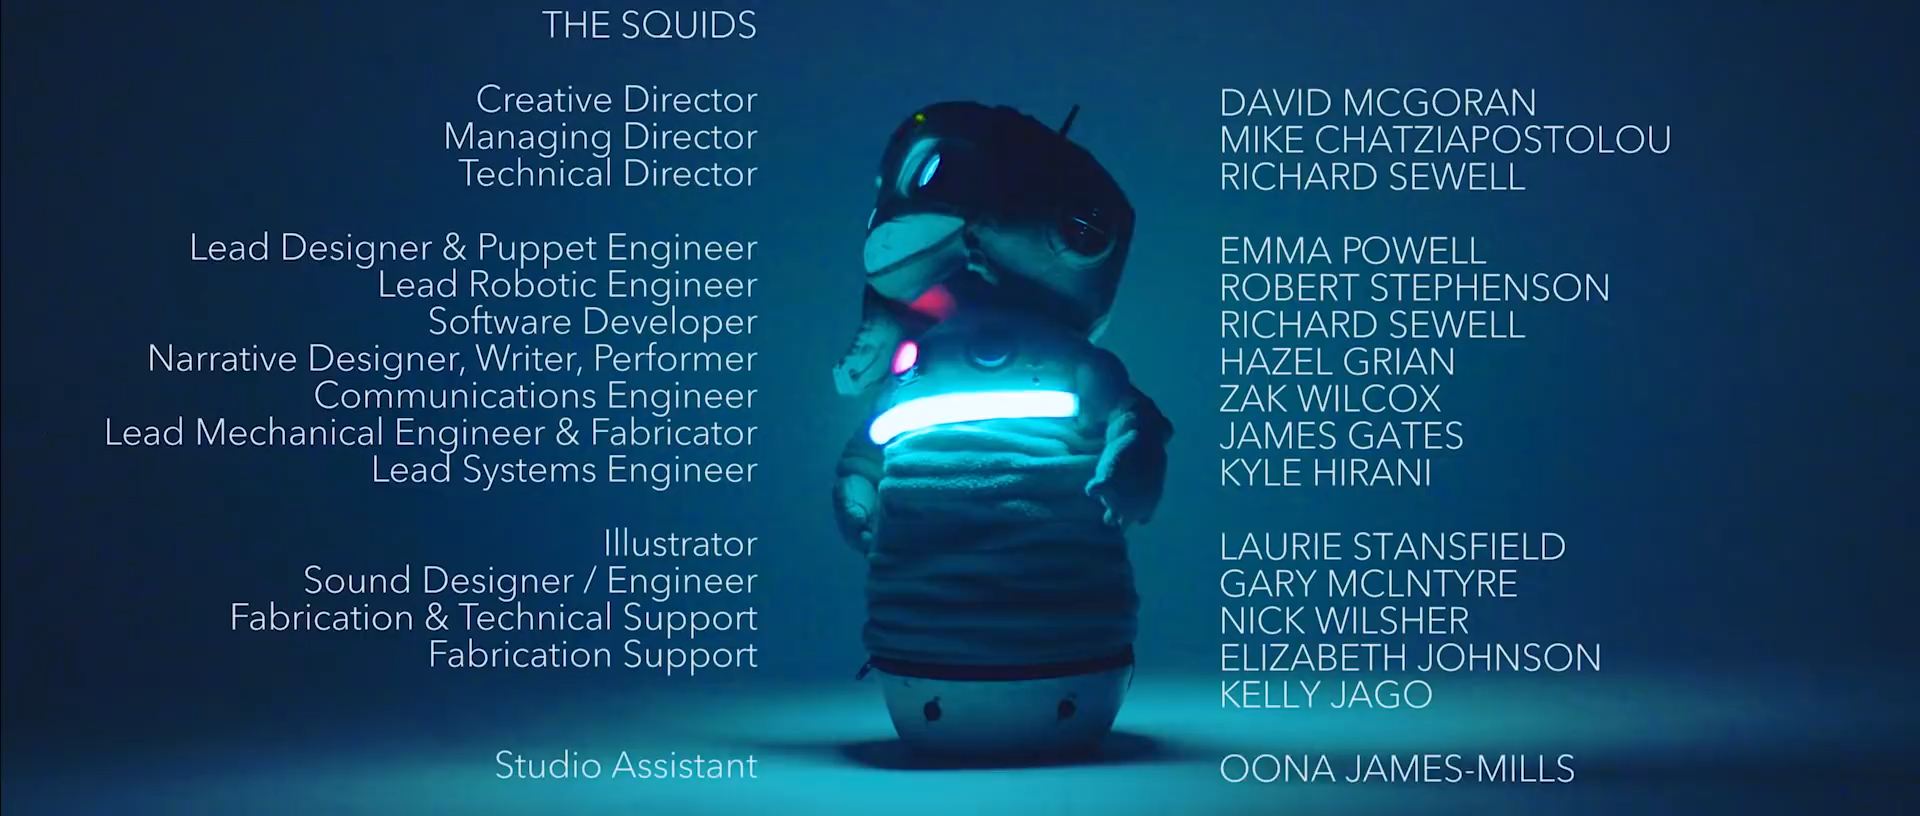 THE SQUIDS
Creative Director DAVID MCGORAN
Managing Director MIKE CHATZIAPOSTOLOU
Technical Director RICHARD SEWELL
Lead Designer & Puppet Engineer EMMA POWELL
Lead Robotic Engineer ROBERT STEPHENSON
Software Developer RICHARD SEWELL
Narrative Designer, Writer, Performer HAZEL GRIAN
Communications Engineer ZAK WILCOX
Lead Mechanical Engineer & Fabricator JAMES GATES
Lead Systems Engineer KYLE HIRANI
Illustrator LAURIE STANSFIELD
Sound Designer / Engineer GARY MCLNTYRE
Fabrication & Technical Support NICK WILSHER
Fabrication Support ELIZABETH JOHNSON
KELLY JAGO
Studio Assistant OONA JAMES-MILLS